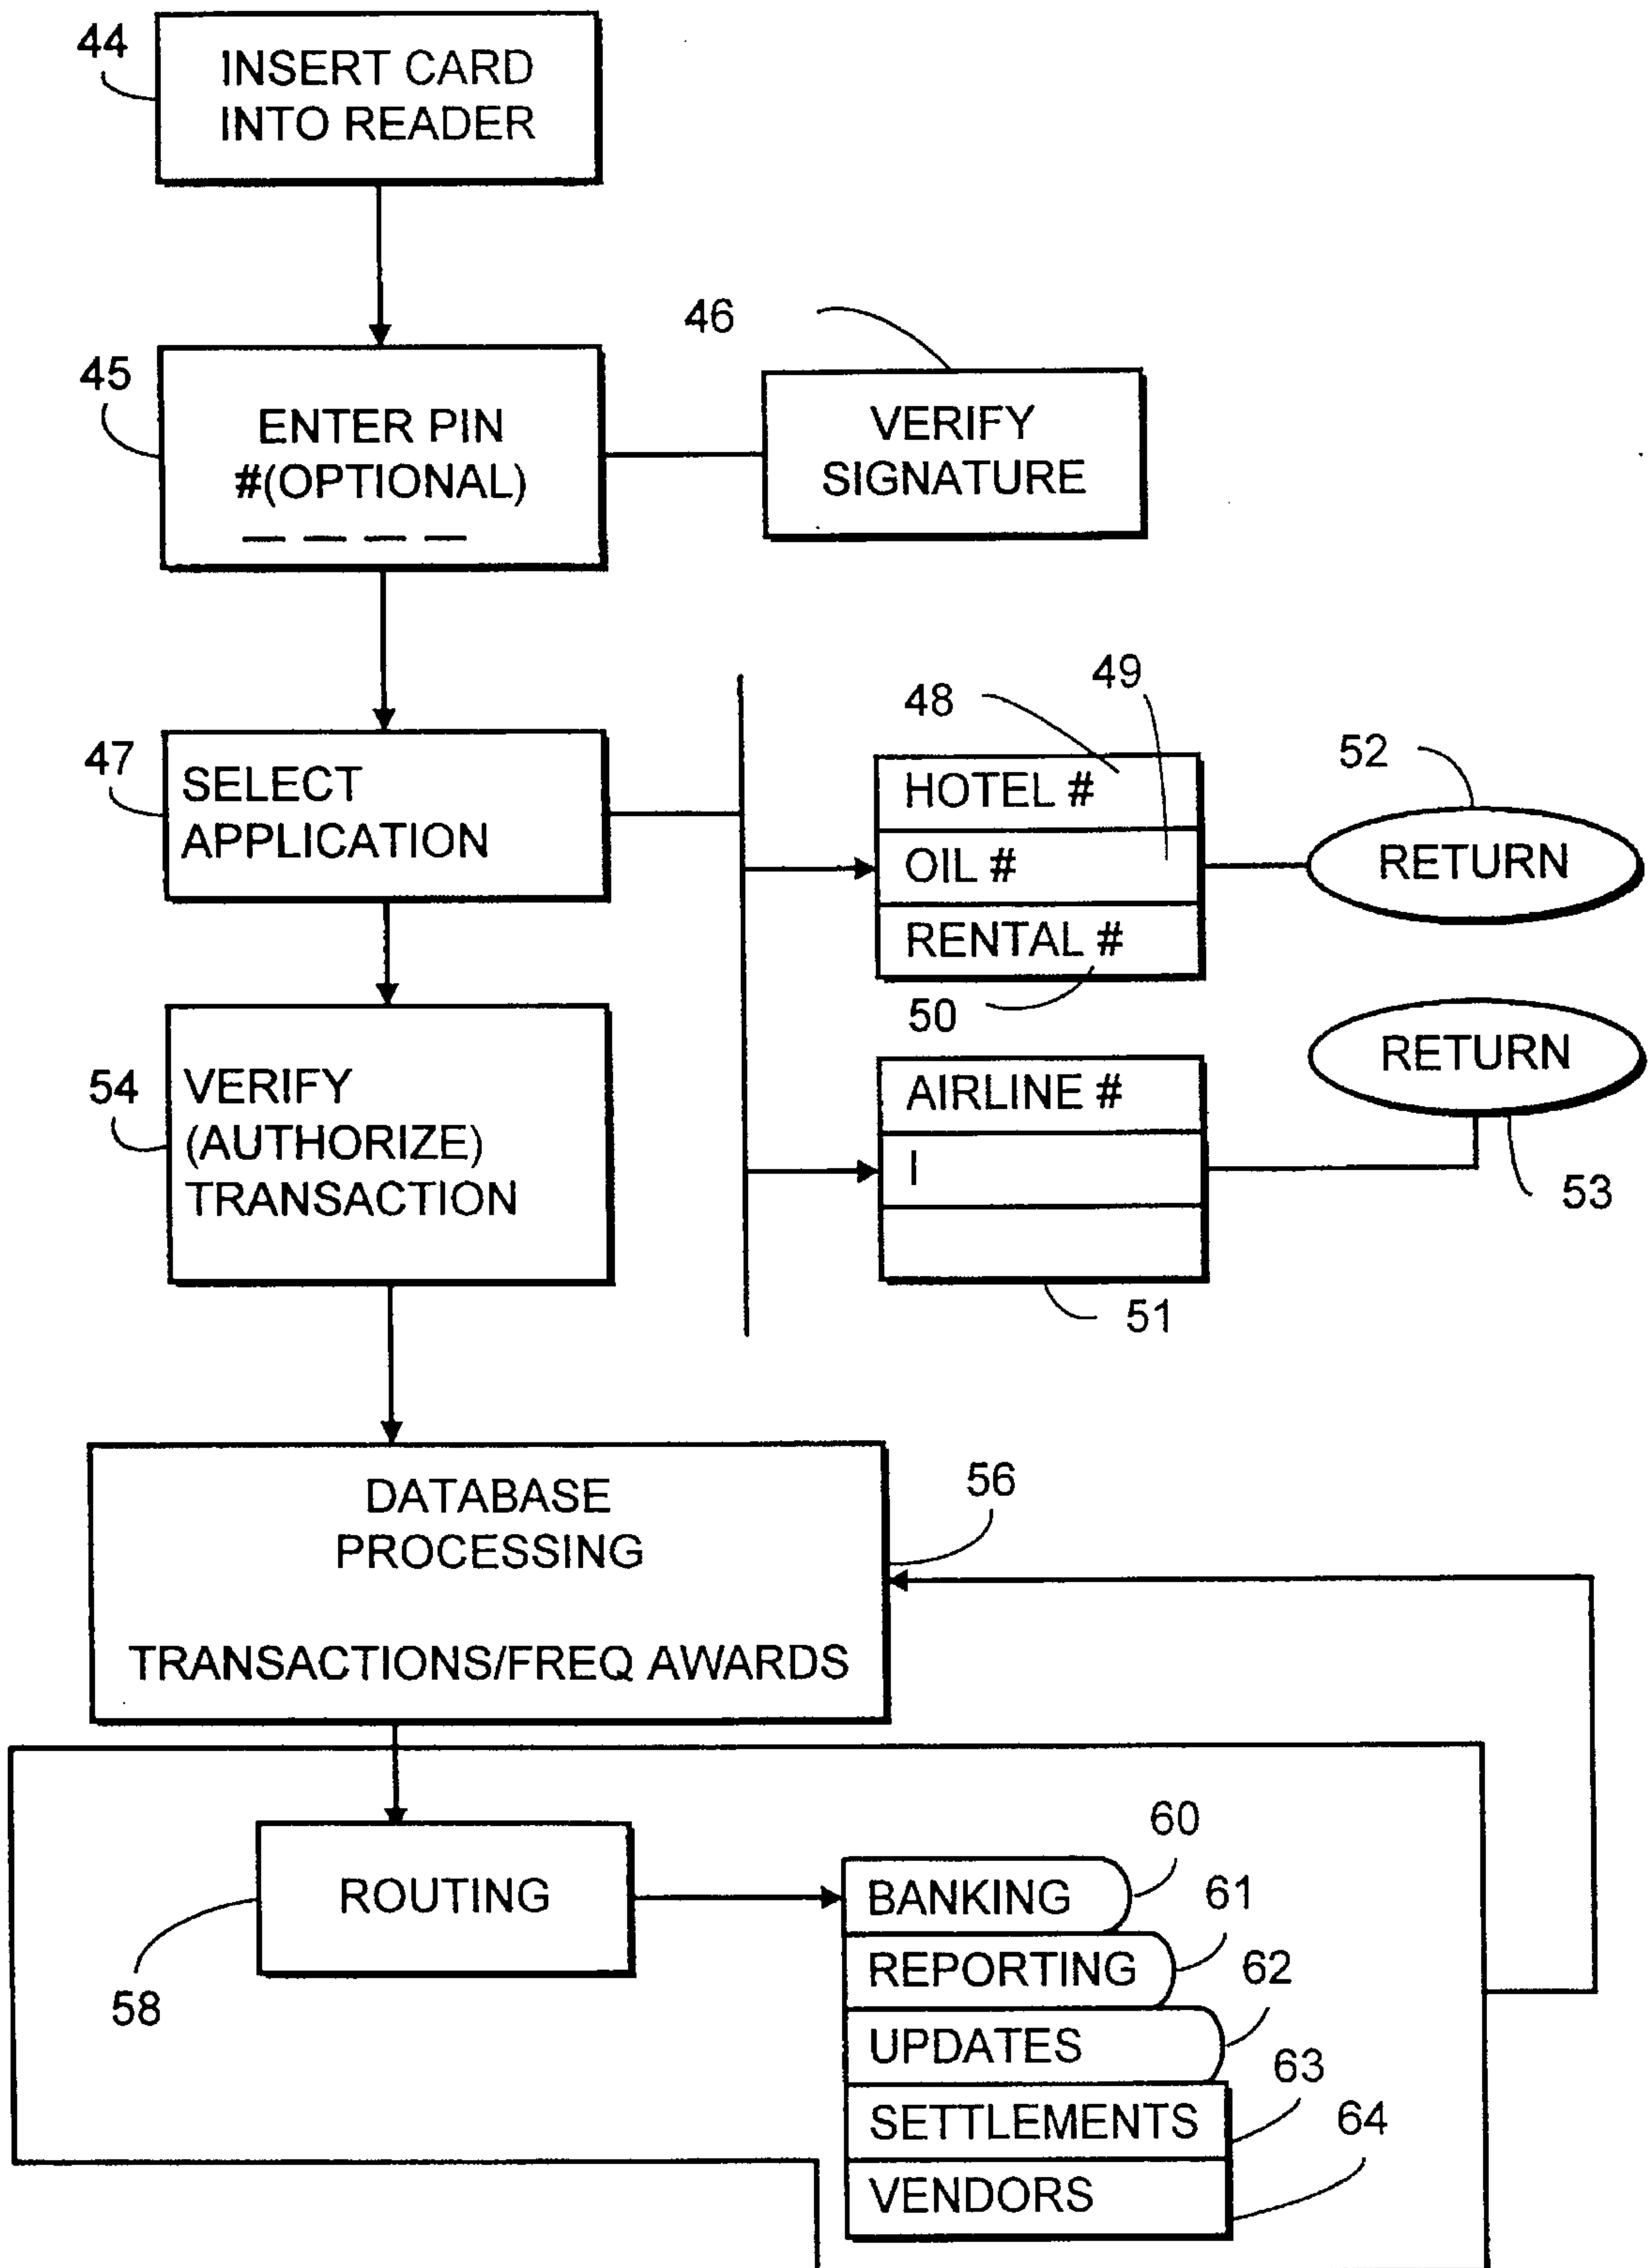 44
INSERT CARD
INTO READER
45
ENTER PIN
#(OPTIONAL)
46
VERIFY
SIGNATURE
47
SELECT
APPLICATION
48
49
HOTEL #
OIL #
RENTAL #
50
52
RETURN
54
VERIFY
(AUTHORIZE)
TRANSACTION
AIRLINE #
I
51
RETURN
53
DATABASE
PROCESSING
TRANSACTIONS/FREQ AWARDS
56
ROUTING
58
BANKING
60
REPORTING
61
UPDATES
62
SETTLEMENTS
63
VENDORS
64